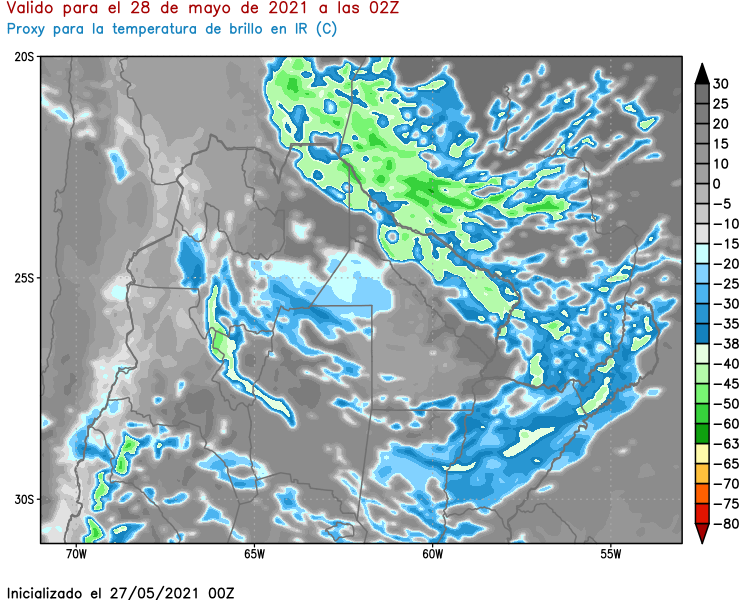 Valido para el 28 de mayo de 2021 a las 02Z
Proxy para la temperatura de brillo en IR (C)
20S
25S
30S
70W
65W
60W
55W
30
25
20
15
10
0
−5
−10
−15
−20
−30
−35
−38
−40
−45
−50
−60
−63
−65
−70
−75
−80
Inicializado el 27/05/2021 00Z